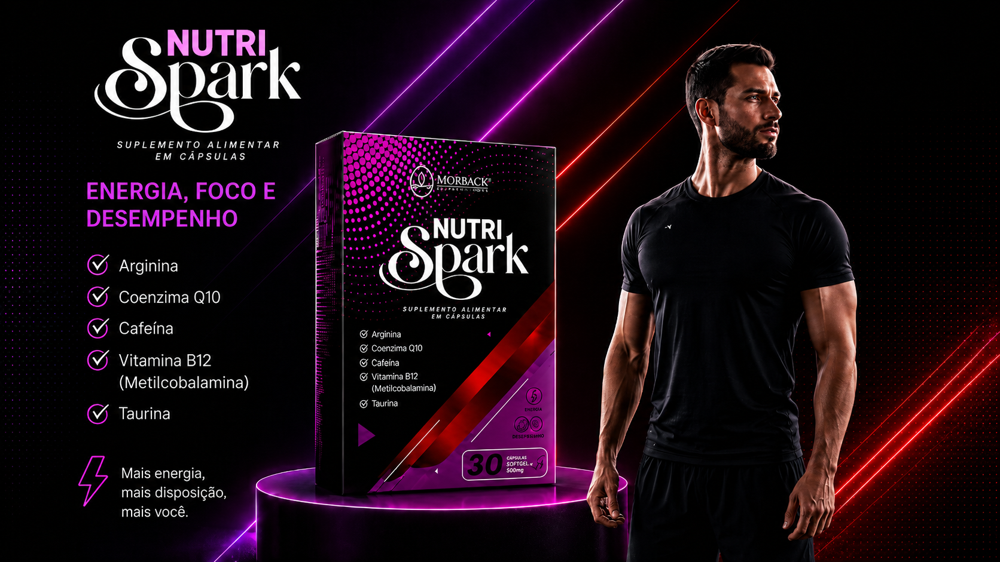 NUTRI
Spark
SUPLEMENTO ALIMENTAR
EM CÁPSULAS
ENERGIA, FOCO E
DESEMPENHO
Arginina
Coenzima Q10
Cafeína
Vitamina B12
(Metilcobalamina)
Taurina
Mais energia,
mais disposição,
mais você.
MORBACK
NUTRI
Spark
SUPLEMENTO ALIMENTAR
EM CÁPSULAS
Arginina
Coenzima Q10
Cafeína
Vitamina B12
(Metilcobalamina)
Taurina
ENERGIA
30
CÁPSULAS
SOFTGEL
500mg